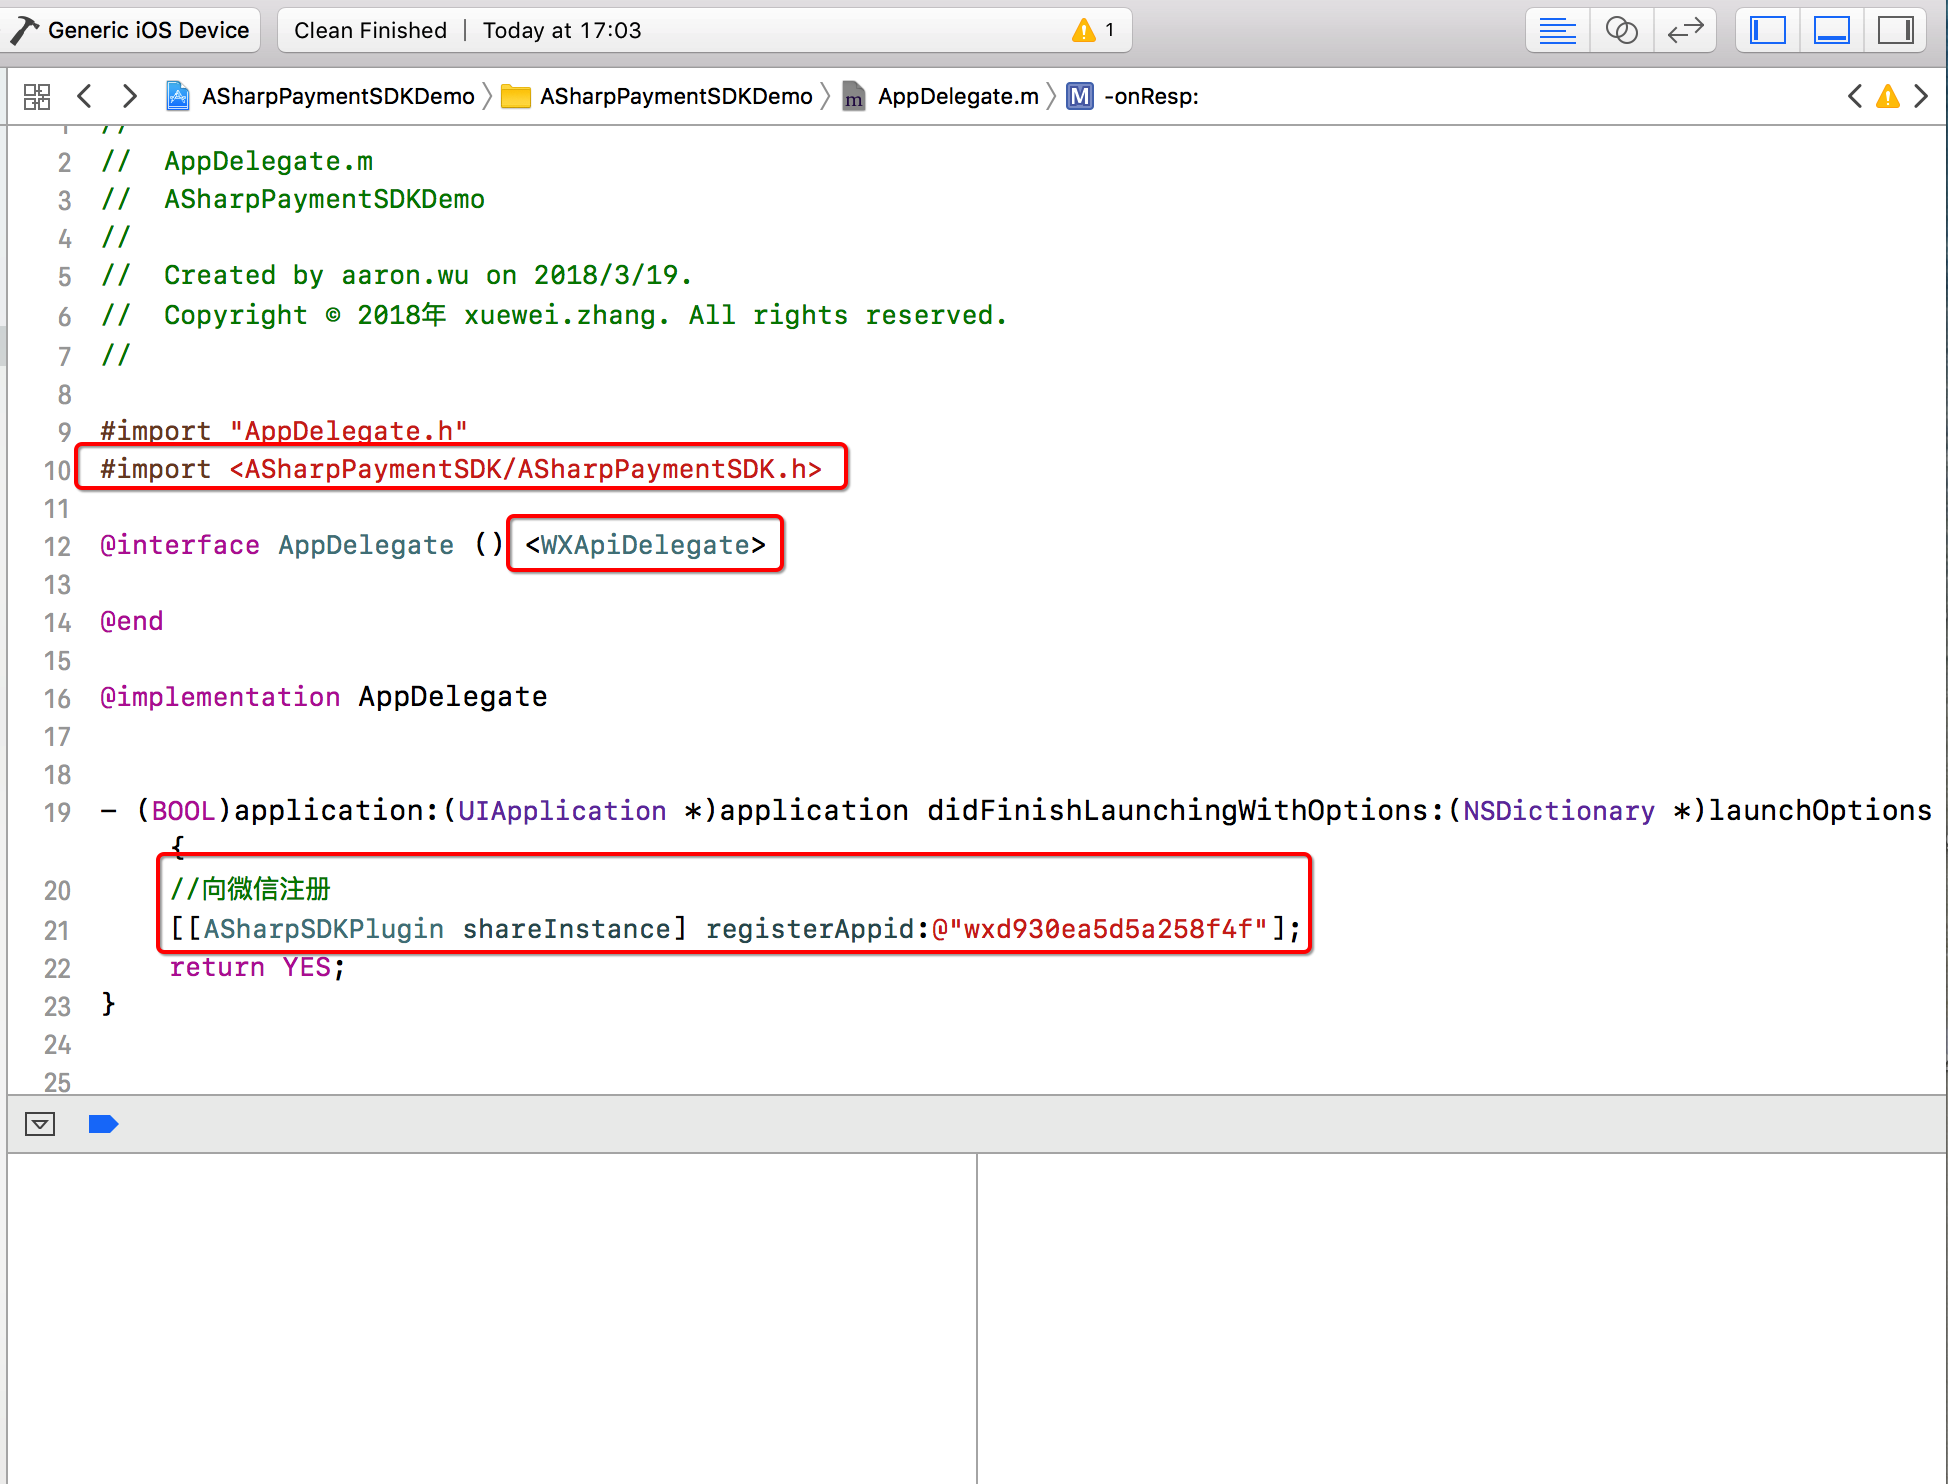 Generic iOS Device
Clean Finished | Today at 17:03
1
ASharpPaymentSDKDemo
ASharpPaymentSDKDemo
m AppDelegate.m
M -onResp:
1 //
2 //  AppDelegate.m
3 //  ASharpPaymentSDKDemo
4 //
5 //  Created by aaron.wu on 2018/3/19.
6 //  Copyright © 2018年 xuewei.zhang. All rights reserved.
7 //
8
9 #import "AppDelegate.h"
10 #import <ASharpPaymentSDK/ASharpPaymentSDK.h>
11
12 @interface AppDelegate () <WXApiDelegate>
13
14 @end
15
16 @implementation AppDelegate
17
18
19 - (BOOL)application:(UIApplication *)application didFinishLaunchingWithOptions:(NSDictionary *)launchOptions
{
20 //向微信注册
21 [[ASharpSDKPlugin shareInstance] registerAppid:@"wxd930ea5d5a258f4f"];
22 return YES;
23 }
24
25